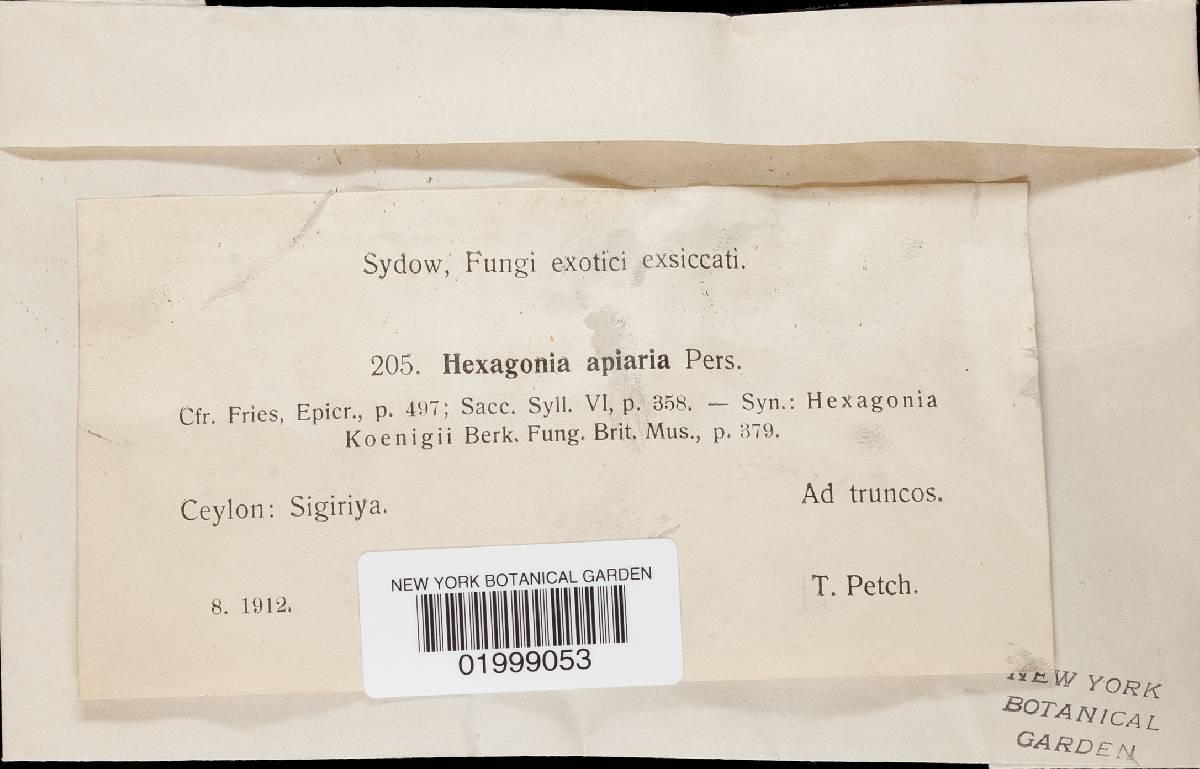 Sydow, Fungi exotici exsiccati.
205. Hexagonia apiaria Pers.
Cfr. Fries, Epicr., p. 497; Sacc. Syll. VI, p. 358. — Syn.: Hexagonia
Koenigii Berk. Fung. Brit. Mus., p. 379.
Ceylon: Sigiriya.
Ad truncos.
8. 1912.
T. Petch.
NEW YORK BOTANICAL GARDEN
01999053
NEW YORK
BOTANICAL
GARDEN